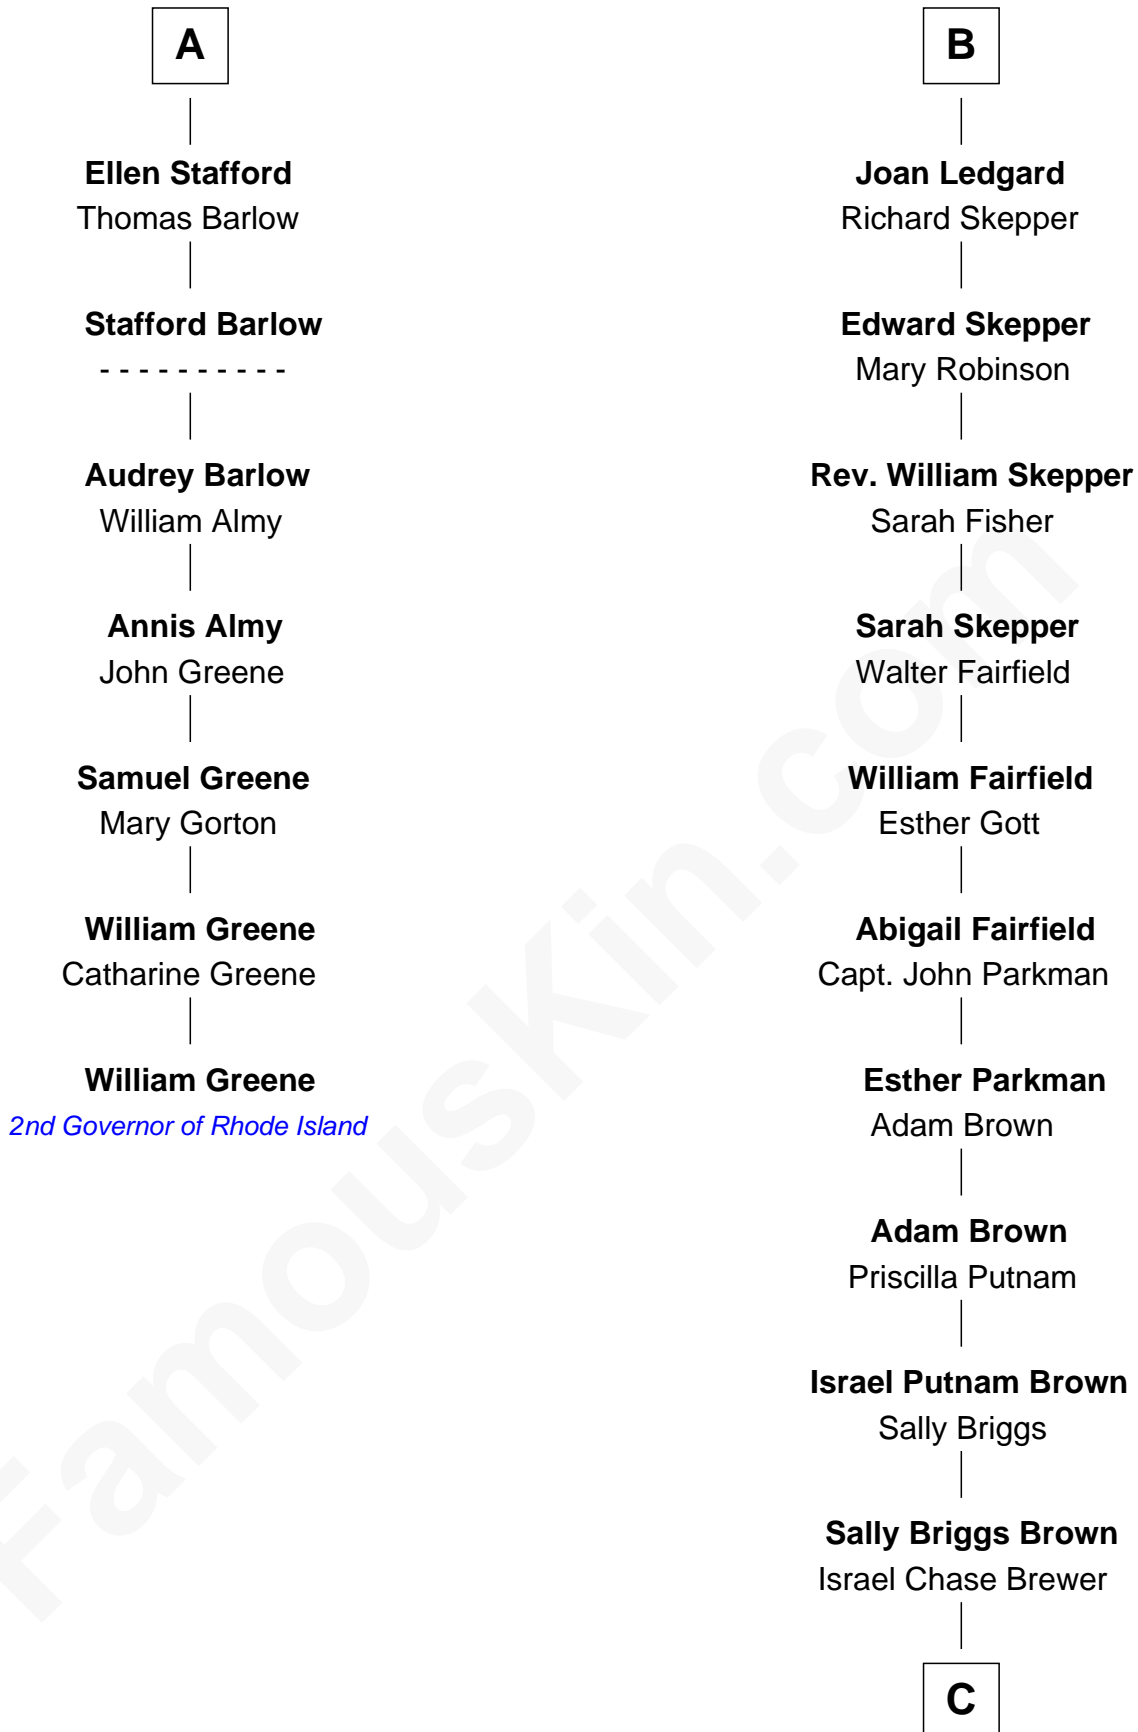 A
Ellen Stafford
Thomas Barlow
Stafford Barlow
- - - - - - - - - -
Audrey Barlow
William Almy
Annis Almy
John Greene
Samuel Greene
Mary Gorton
William Greene
Catharine Greene
William Greene
2nd Governor of Rhode Island
B
Joan Ledgard
Richard Skepper
Edward Skepper
Mary Robinson
Rev. William Skepper
Sarah Fisher
Sarah Skepper
Walter Fairfield
William Fairfield
Esther Gott
Abigail Fairfield
Capt. John Parkman
Esther Parkman
Adam Brown
Adam Brown
Priscilla Putnam
Israel Putnam Brown
Sally Briggs
Sally Briggs Brown
Israel Chase Brewer
C
FamousKin.com